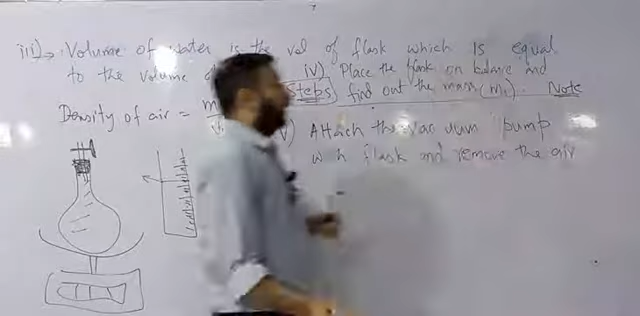 iii) → Volume of water is the vol of flask which is equal
to the volume
Density of air = m
Steps
iv) Place the flask on balance and
find out the mass (m₁). Note
v) Attach the vacuum pump
with flask and remove the air